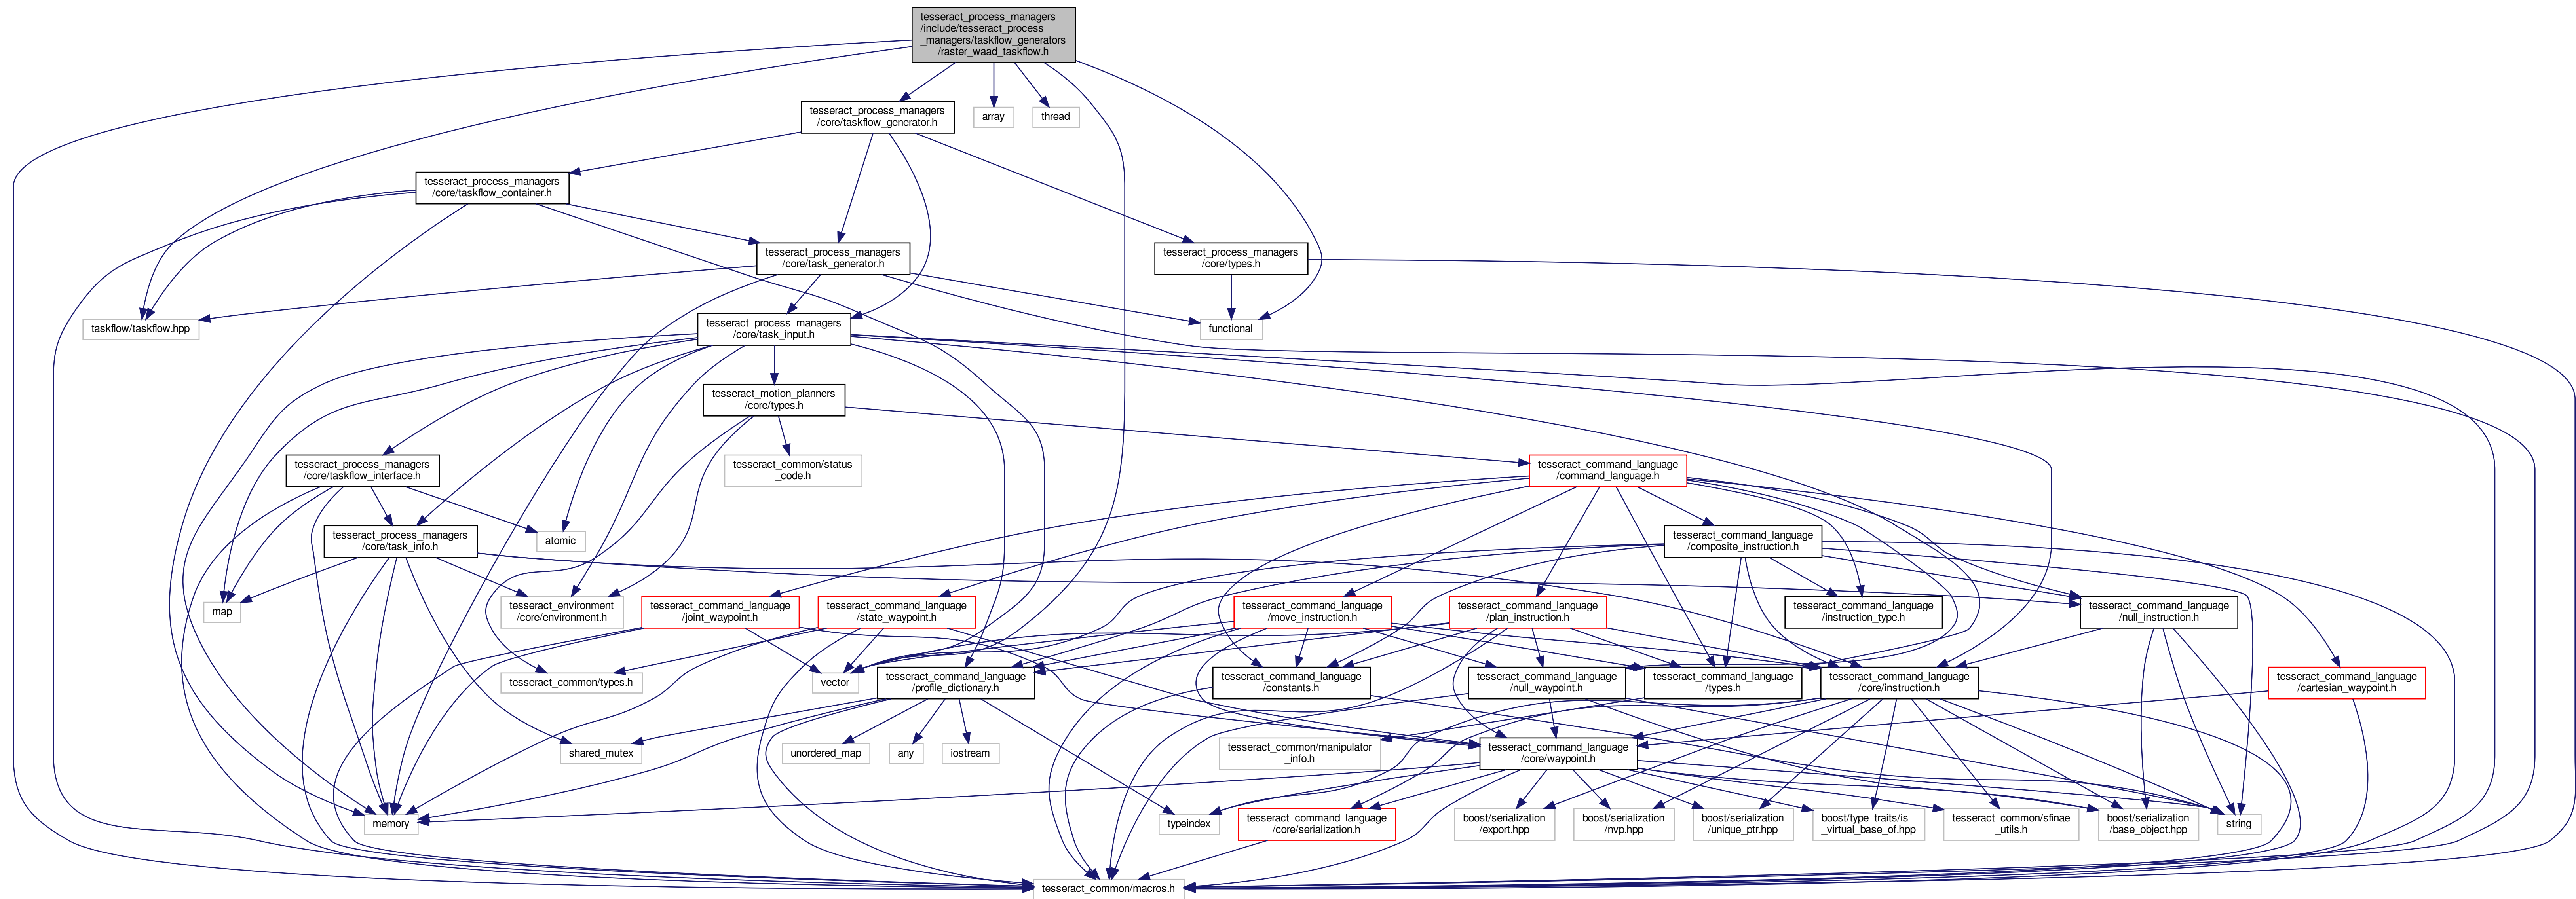 tesseract_process_managers
/include/tesseract_process
_managers/taskflow_generators
/raster_waad_taskflow.h
tesseract_process_managers
/core/taskflow_generator.h
array
thread
tesseract_process_managers
/core/taskflow_container.h
tesseract_process_managers
/core/task_generator.h
tesseract_process_managers
/core/types.h
taskflow/taskflow.hpp
tesseract_process_managers
/core/task_input.h
functional
tesseract_motion_planners
/core/types.h
tesseract_process_managers
/core/taskflow_interface.h
tesseract_common/status
_code.h
tesseract_command_language
/command_language.h
tesseract_process_managers
/core/task_info.h
atomic
tesseract_command_language
/composite_instruction.h
map
tesseract_environment
/core/environment.h
tesseract_command_language
/joint_waypoint.h
tesseract_command_language
/state_waypoint.h
tesseract_command_language
/move_instruction.h
tesseract_command_language
/plan_instruction.h
tesseract_command_language
/instruction_type.h
tesseract_command_language
/null_instruction.h
tesseract_common/types.h
vector
tesseract_command_language
/profile_dictionary.h
tesseract_command_language
/constants.h
tesseract_command_language
/null_waypoint.h
tesseract_command_language
/types.h
tesseract_command_language
/core/instruction.h
tesseract_command_language
/cartesian_waypoint.h
shared_mutex
unordered_map
any
iostream
tesseract_common/manipulator
_info.h
tesseract_command_language
/core/waypoint.h
memory
typeindex
tesseract_command_language
/core/serialization.h
boost/serialization
/export.hpp
boost/serialization
/nvp.hpp
boost/serialization
/unique_ptr.hpp
boost/type_traits/is
_virtual_base_of.hpp
tesseract_common/sfinae
_utils.h
boost/serialization
/base_object.hpp
string
tesseract_common/macros.h